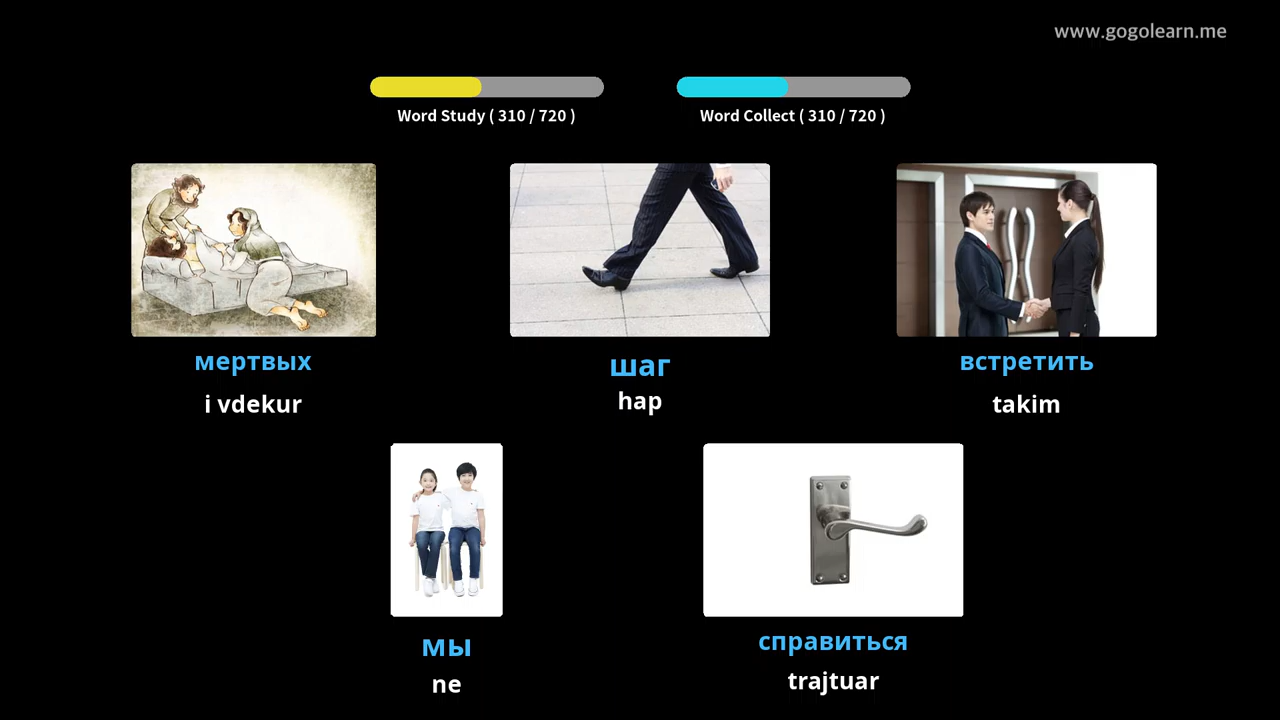 www.gogolearn.me
Word Study ( 310 / 720 )
Word Collect ( 310 / 720 )
мертвых
i vdekur
шаг
hap
встретить
takim
мы
ne
справиться
trajtuar